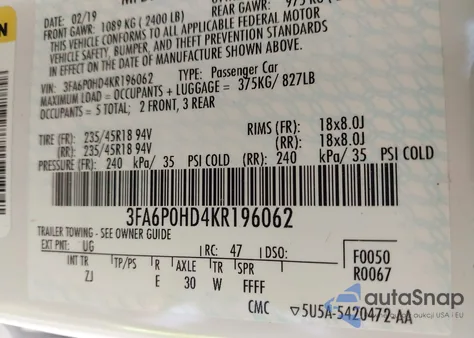 DATE: 02/19
FRONT GAWR: 1089 KG (2400 LB)
REAR GAWR:
THIS VEHICLE CONFORMS TO ALL APPLICABLE FEDERAL MOTOR
VEHICLE SAFETY, BUMPER, AND THEFT PREVENTION STANDARDS
IN EFFECT ON THE DATE OF MANUFACTURE SHOWN ABOVE.
VIN: 3FA6P0HD4KR196062 TYPE: Passenger Car
MAXIMUM LOAD = OCCUPANTS + LUGGAGE = 375KG/ 827LB
OCCUPANTS = 5 TOTAL; 2 FRONT, 3 REAR
TIRE (FR): 235/45R18 94V RIMS (FR): 18x8.0J
(RR): 235/45R18 94V (RR): 18x8.0J
PRESSURE (FR): 240 kPa/ 35 PSI COLD (RR): 240 kPa/ 35 PSI COLD
3FA6P0HD4KR196062
TRAILER TOWING - SEE OWNER GUIDE
EXT PNT: UG RC: 47 DSO: F0050
R0067
INT TR TP/PS R AXLE TR SPR
ZJ E 30 W FFFF
CMC ▽5U5A-5420472-AA
autoSnap